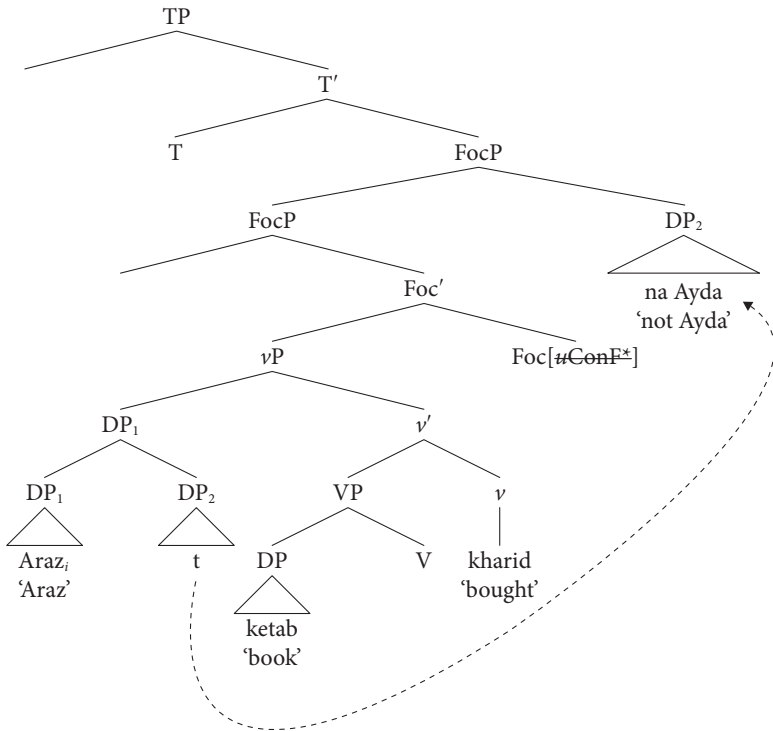 TP
T′
T FocP
FocP DP₂
na Ayda
‘not Ayda’
Foc′
vP Foc[uConF*]
DP₁ v′
DP₁ DP₂ VP v
Arazᵢ t DP V kharid
‘Araz’ ‘bought’
ketab
‘book’